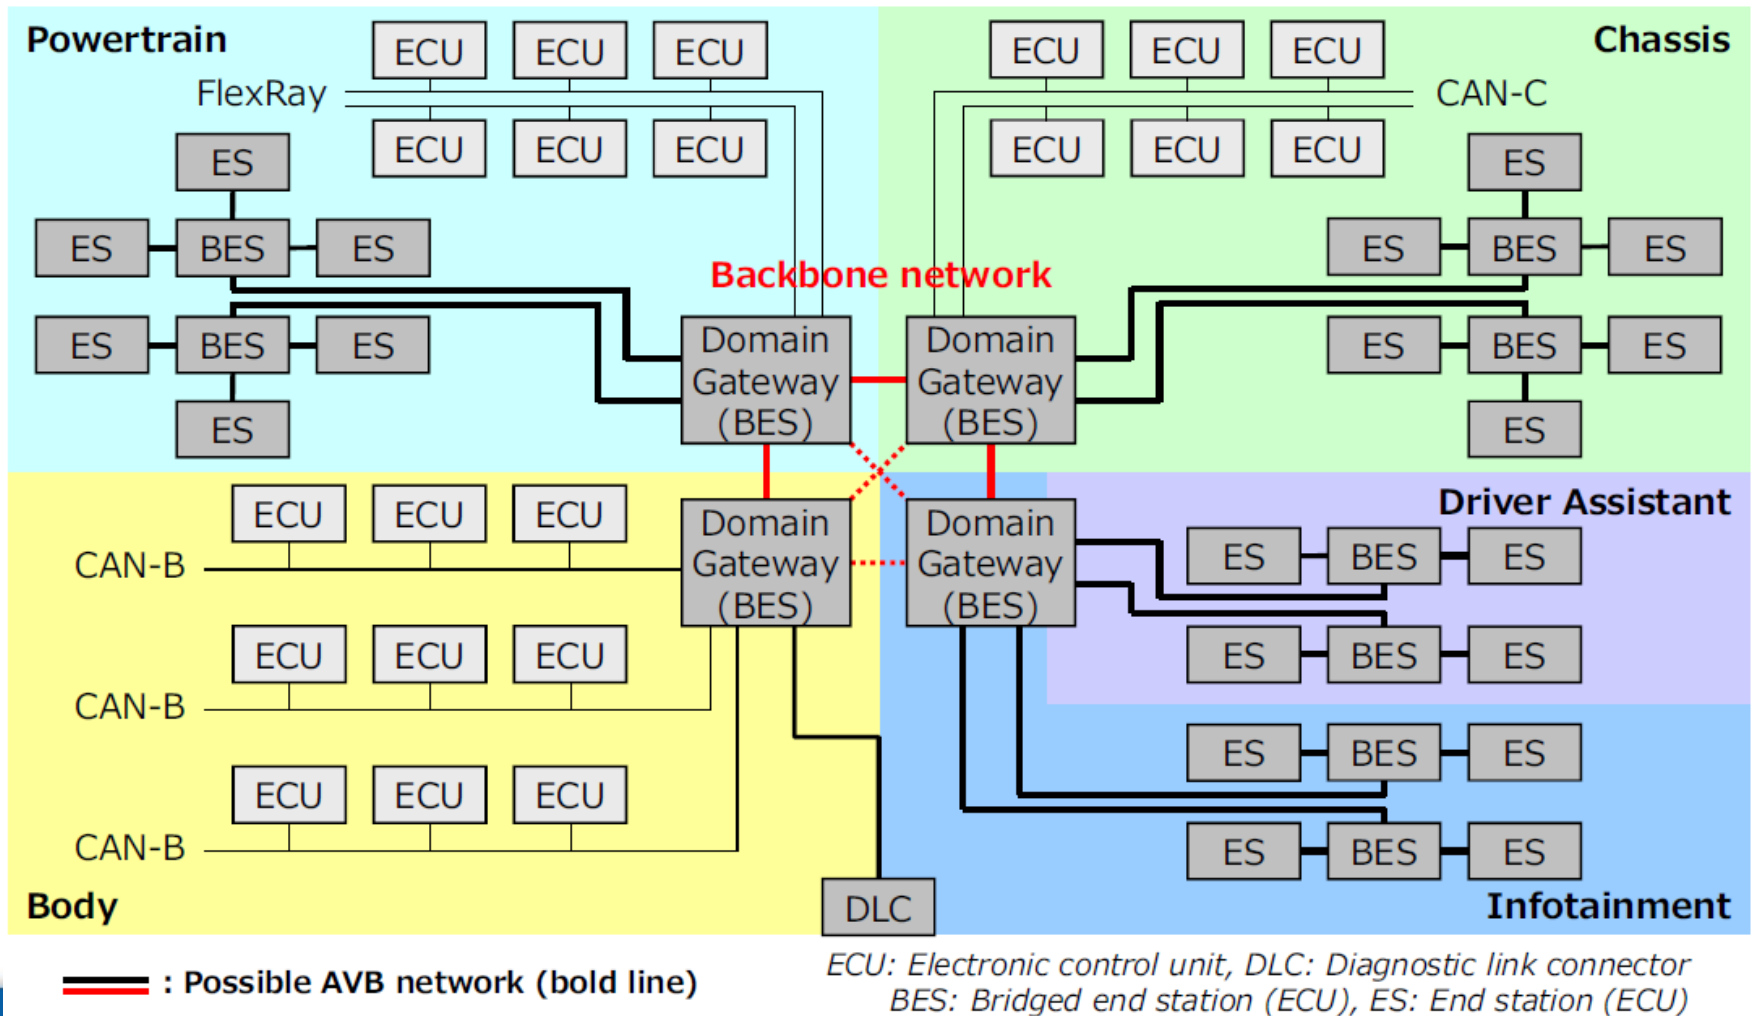 Powertrain
ECU ECU ECU
FlexRay
ECU ECU ECU
ES
ES BES ES
ES BES ES
ES
Chassis
ECU ECU ECU
CAN-C
ECU ECU ECU
ES
ES BES ES
ES BES ES
ES
Backbone network
Domain
Gateway
(BES)
Domain
Gateway
(BES)
Domain
Gateway
(BES)
Domain
Gateway
(BES)
ECU ECU ECU
CAN-B
ECU ECU ECU
CAN-B
ECU ECU ECU
CAN-B
Body
DLC
Driver Assistant
ES BES ES
ES BES ES
ES BES ES
ES BES ES
Infotainment
: Possible AVB network (bold line)
ECU: Electronic control unit, DLC: Diagnostic link connector
BES: Bridged end station (ECU), ES: End station (ECU)